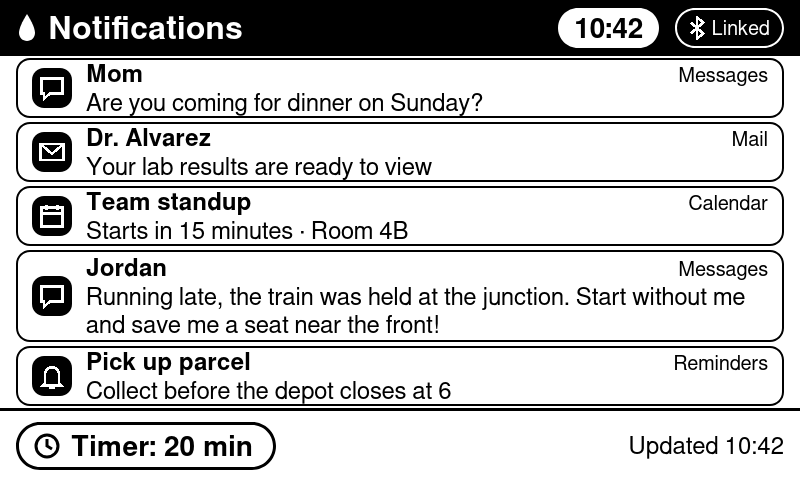 Notifications
10:42
Linked
Mom
Messages
Are you coming for dinner on Sunday?
Dr. Alvarez
Mail
Your lab results are ready to view
Team standup
Calendar
Starts in 15 minutes · Room 4B
Jordan
Messages
Running late, the train was held at the junction. Start without me
and save me a seat near the front!
Pick up parcel
Reminders
Collect before the depot closes at 6
Timer: 20 min
Updated 10:42